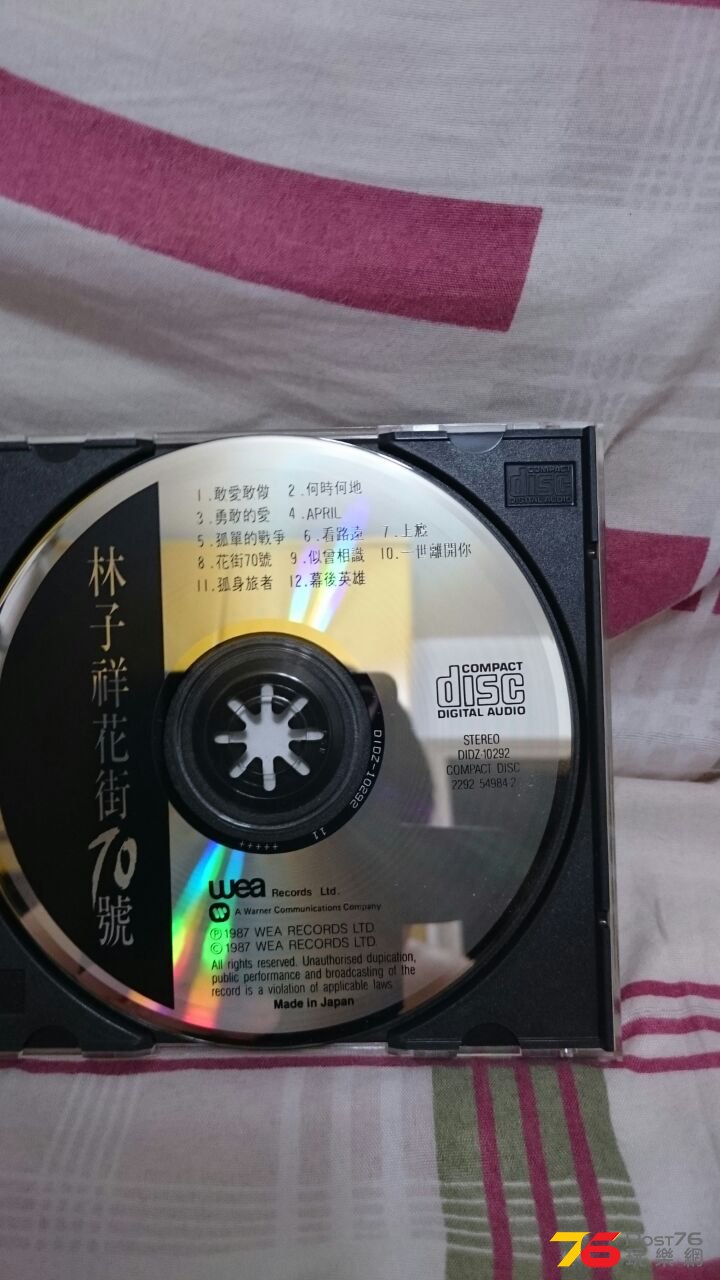 1.敢愛敢做 2.何時何地
3.勇敢的愛 4.APRIL
5.孤單的戰爭 6.看路遠 7.上癮
8.花街70號 9.似曾相識 10.一世離開你
11.孤身旅者 12.幕後英雄
林子祥花街70號
COMPACT
disc
DIGITAL AUDIO
COMPACT
disc
DIGITAL AUDIO
STEREO
DIDZ-10292
COMPACT DISC
2292 54984-2
DIDZ-10292 11 +++++
wea Records Ltd.
A Warner Communications Company
Ⓟ1987 WEA RECORDS LTD
©1987 WEA RECORDS LTD.
All rights reserved. Unauthorised dupication,
public performance and broadcasting of the
record is a violation of applicable laws
Made in Japan
76 Post76
玩樂網